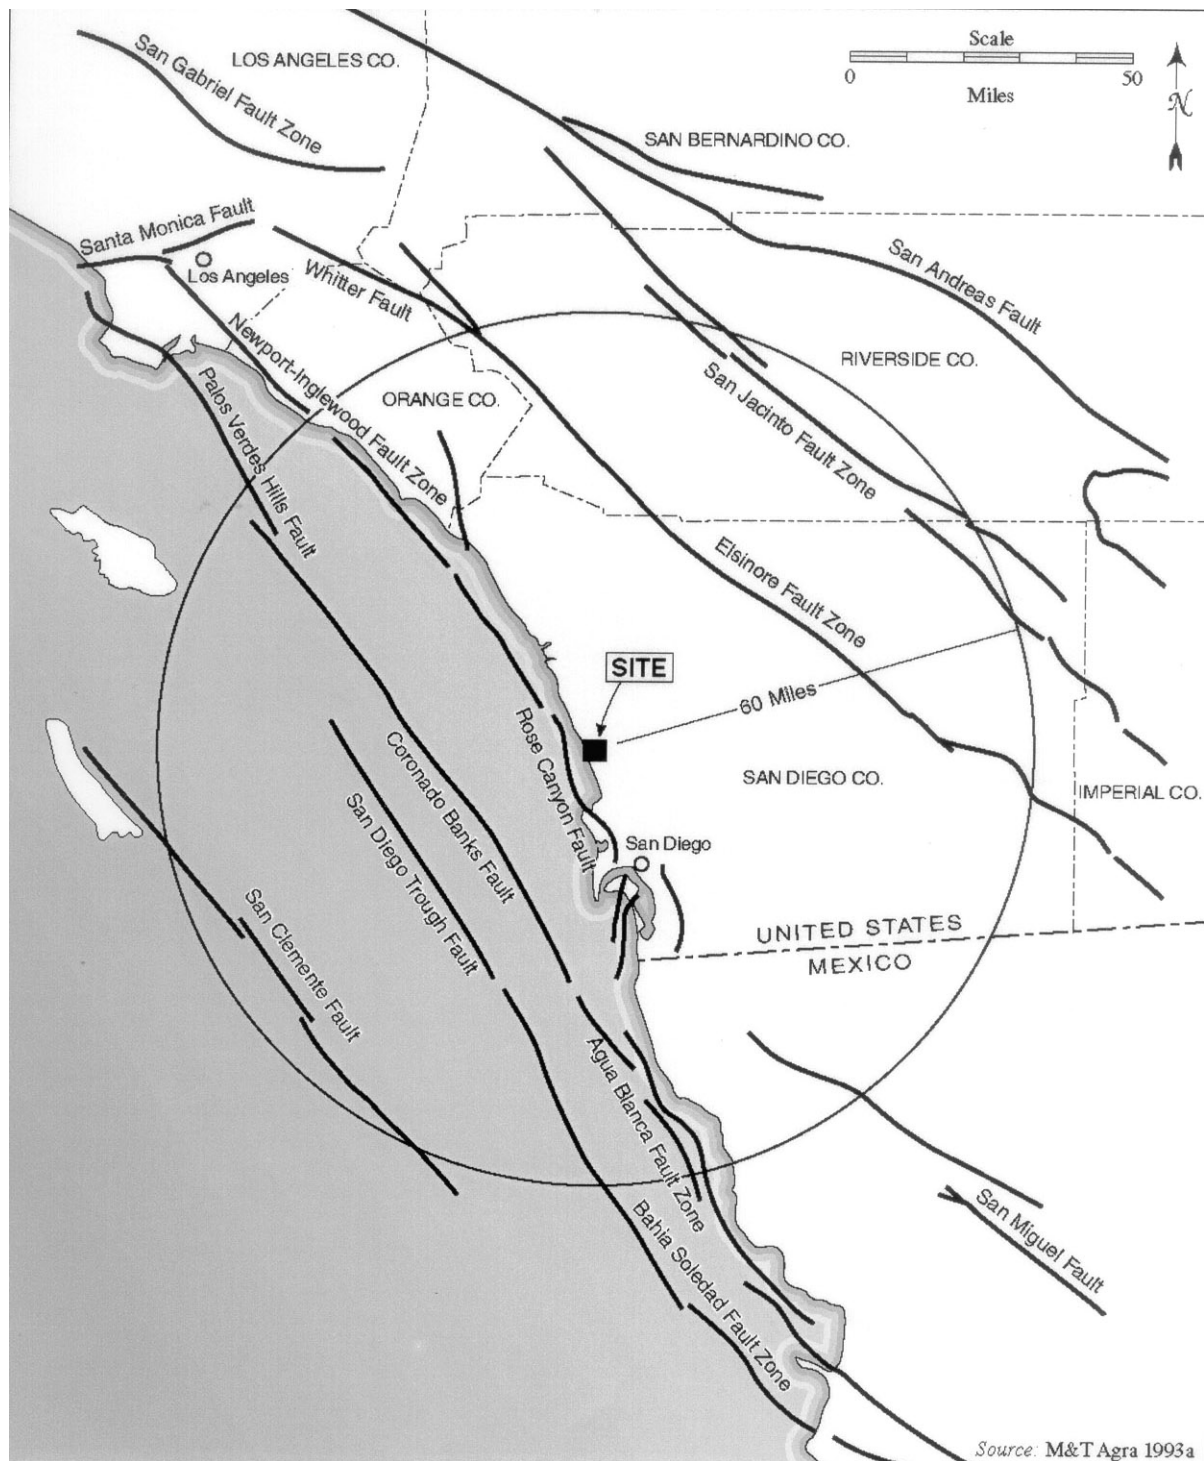 San Gabriel Fault Zone
LOS ANGELES CO.
Scale
0
50
Miles
N
SAN BERNARDINO CO.
Santa Monica Fault
Los Angeles
Whitter Fault
San Andreas Fault
Newport-Inglewood Fault Zone
ORANGE CO.
RIVERSIDE CO.
San Jacinto Fault Zone
Palos Verdes Hills Fault
Elsinore Fault Zone
SITE
60 Miles
Rose Canyon Fault
Coronado Banks Fault
San Diego Trough Fault
SAN DIEGO CO.
IMPERIAL CO.
San Diego
San Clemente Fault
UNITED STATES
MEXICO
Agua Blanca Fault Zone
Bahia Soledad Fault Zone
San Miguel Fault
Source: M&T Agra 1993a